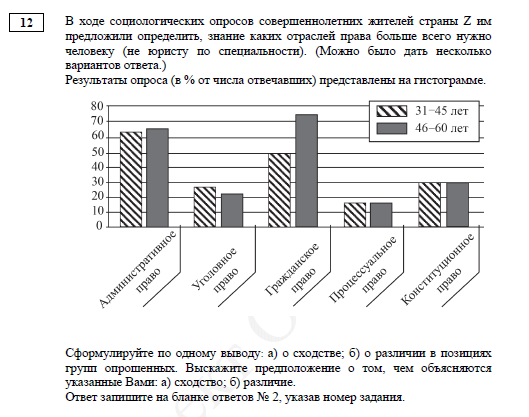 12
В ходе социологических опросов совершеннолетних жителей страны Z им
предложили определить, знание каких отраслей права больше всего нужно
человеку (не юристу по специальности). (Можно было дать несколько
вариантов ответа.)
Результаты опроса (в % от числа отвечавших) представлены на гистограмме.
80
70
60
50
40
30
20
10
0
31–45 лет
46–60 лет
Административное
право
Уголовное
право
Гражданское
право
Процессуальное
право
Конституционное
право
Сформулируйте по одному выводу: а) о сходстве; б) о различии в позициях
групп опрошенных. Выскажите предположение о том, чем объясняются
указанные Вами: а) сходство; б) различие.
Ответ запишите на бланке ответов № 2, указав номер задания.